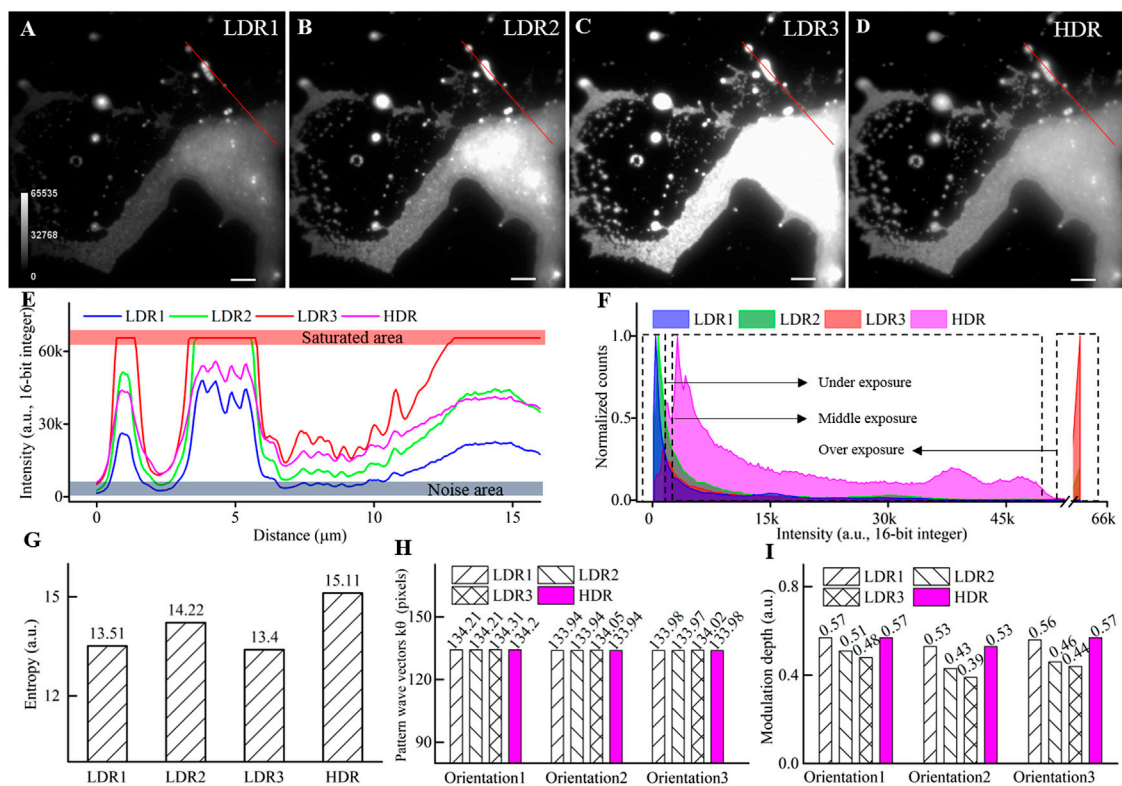 A LDR1
B LDR2
C LDR3
D HDR
65535
32768
0
E
LDR1 LDR2 LDR3 HDR
Saturated area
Noise area
60k
30k
0
Intensity (a.u., 16-bit integer)
0 5 10 15
Distance (μm)
F
LDR1 LDR2 LDR3 HDR
1.0
0.5
0.0
Normalized counts
Under exposure
Middle exposure
Over exposure
0 15k 30k 45k 66k
Intensity (a.u., 16-bit integer)
G
15
12
Entropy (a.u.)
13.51 14.22 13.4 15.11
LDR1 LDR2 LDR3 HDR
H
LDR1 LDR2
LDR3 HDR
150
120
90
Pattern wave vectors kθ (pixels)
134.21 134.21 134.31 134.2
133.94 133.94 134.05 133.94
133.98 133.97 134.02 133.98
Orientation1 Orientation2 Orientation3
I
LDR1 LDR2
LDR3 HDR
0.8
0.4
0.0
Modulation depth (a.u.)
0.57 0.51 0.48 0.57
0.53 0.43 0.39 0.53
0.56 0.46 0.44 0.57
Orientation1 Orientation2 Orientation3